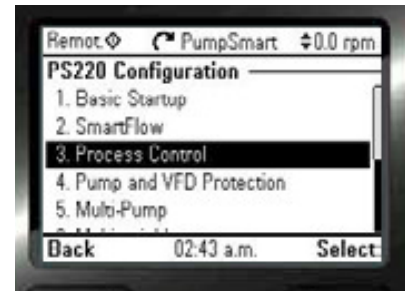 Remot. PumpSmart 0.0 rpm
PS220 Configuration
1. Basic Startup
2. SmartFlow
3. Process Control
4. Pump and VFD Protection
5. Multi-Pump
Back 02:43 a.m. Select